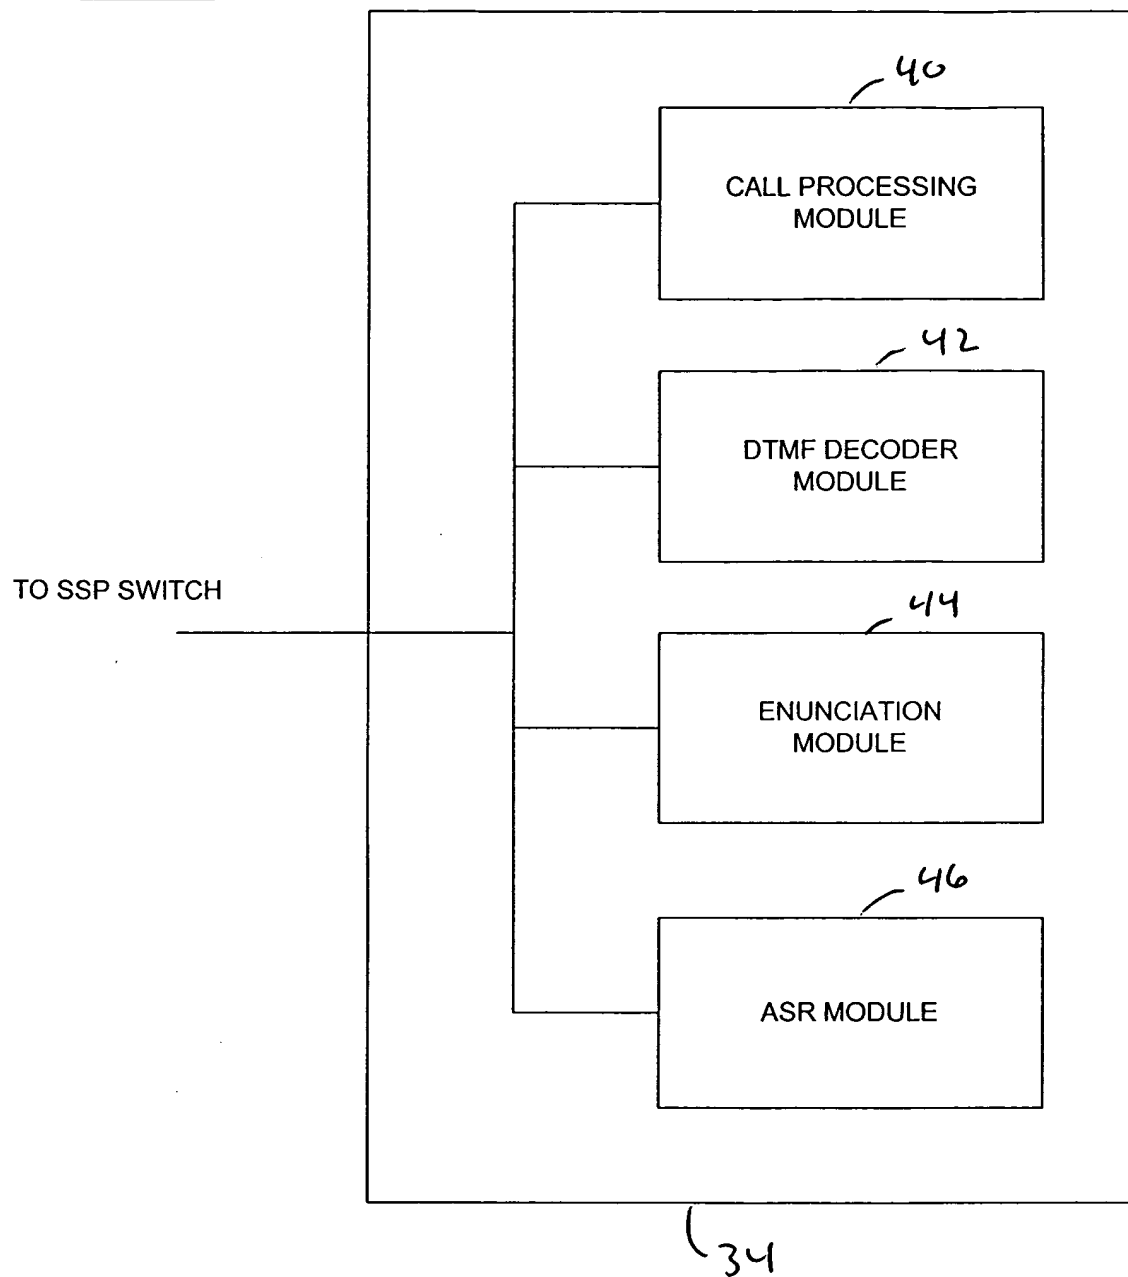 40
CALL PROCESSING
MODULE
42
DTMF DECODER
MODULE
TO SSP SWITCH
44
ENUNCIATION
MODULE
46
ASR MODULE
34